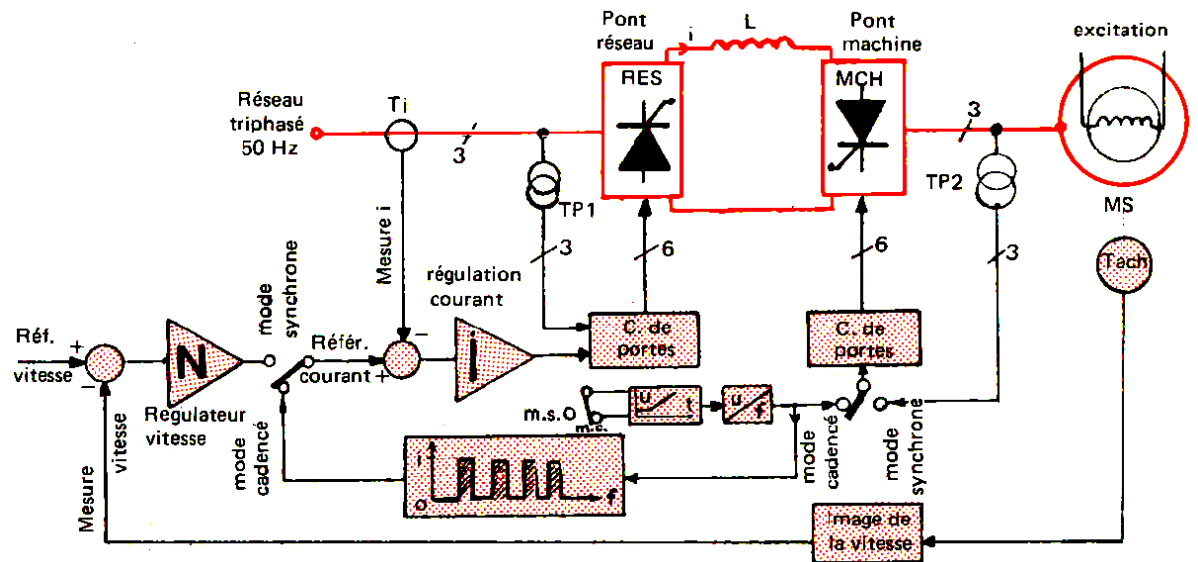 Pont
réseau
L
i
Pont
machine
excitation
RES
MCH
Réseau
triphasé
50 Hz
Ti
3
3
TP1
TP2
MS
3
6
6
3
Tach
Mesure i
régulation
courant
mode
synchrone
Réf.
vitesse
+
-
N
Régulateur
vitesse
Référ.
courant
+
-
i
C. de
portes
C. de
portes
m.s.O
m.c.
u
t
u
f
mode
cadencé
mode
synchrone
mode
cadencé
i
O
f
Mesure
vitesse
Image de
la vitesse